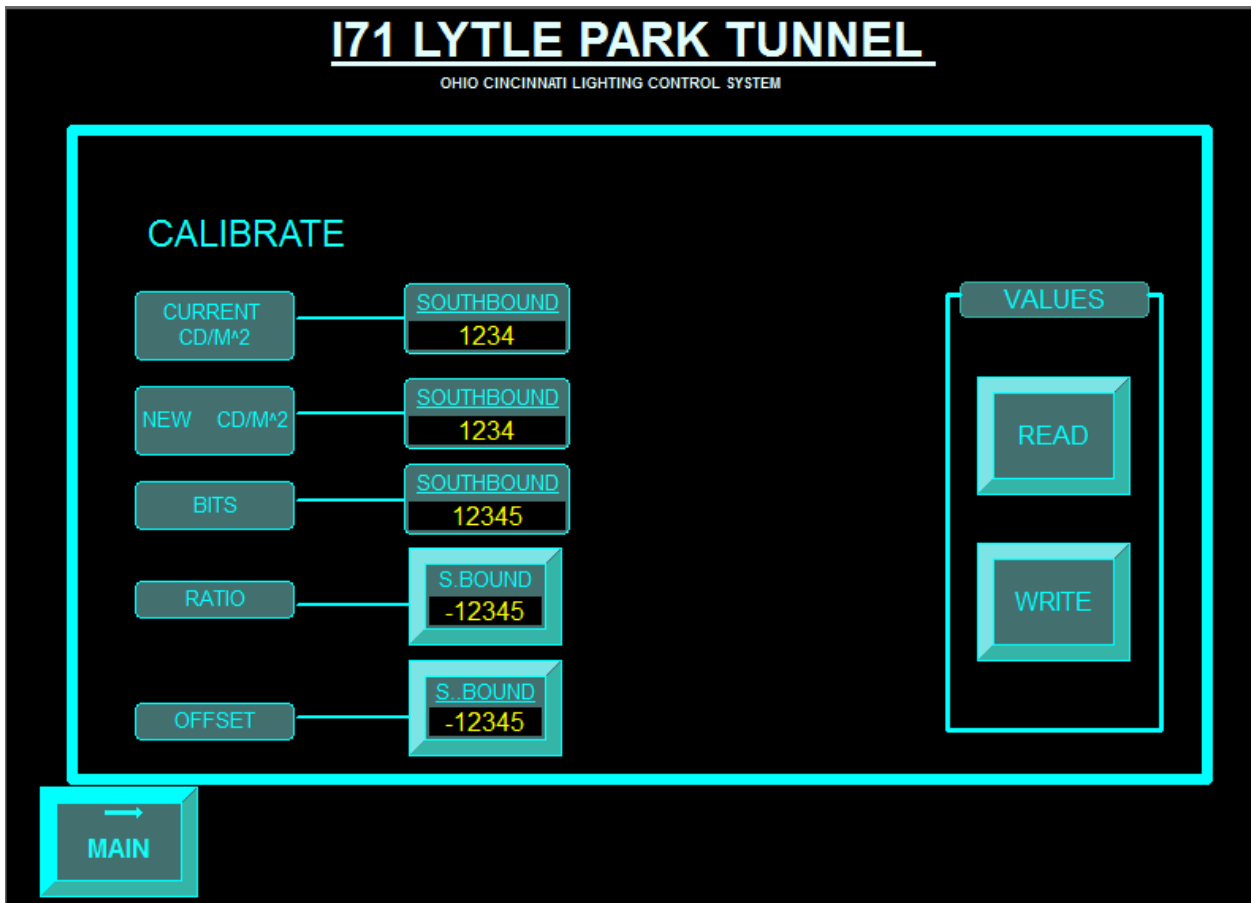 I71 LYTLE PARK TUNNEL
OHIO CINCINNATI LIGHTING CONTROL SYSTEM
CALIBRATE
CURRENT
CD/M^2
SOUTHBOUND
1234
NEW CD/M^2
SOUTHBOUND
1234
BITS
SOUTHBOUND
12345
RATIO
S.BOUND
-12345
OFFSET
S..BOUND
-12345
VALUES
READ
WRITE
MAIN